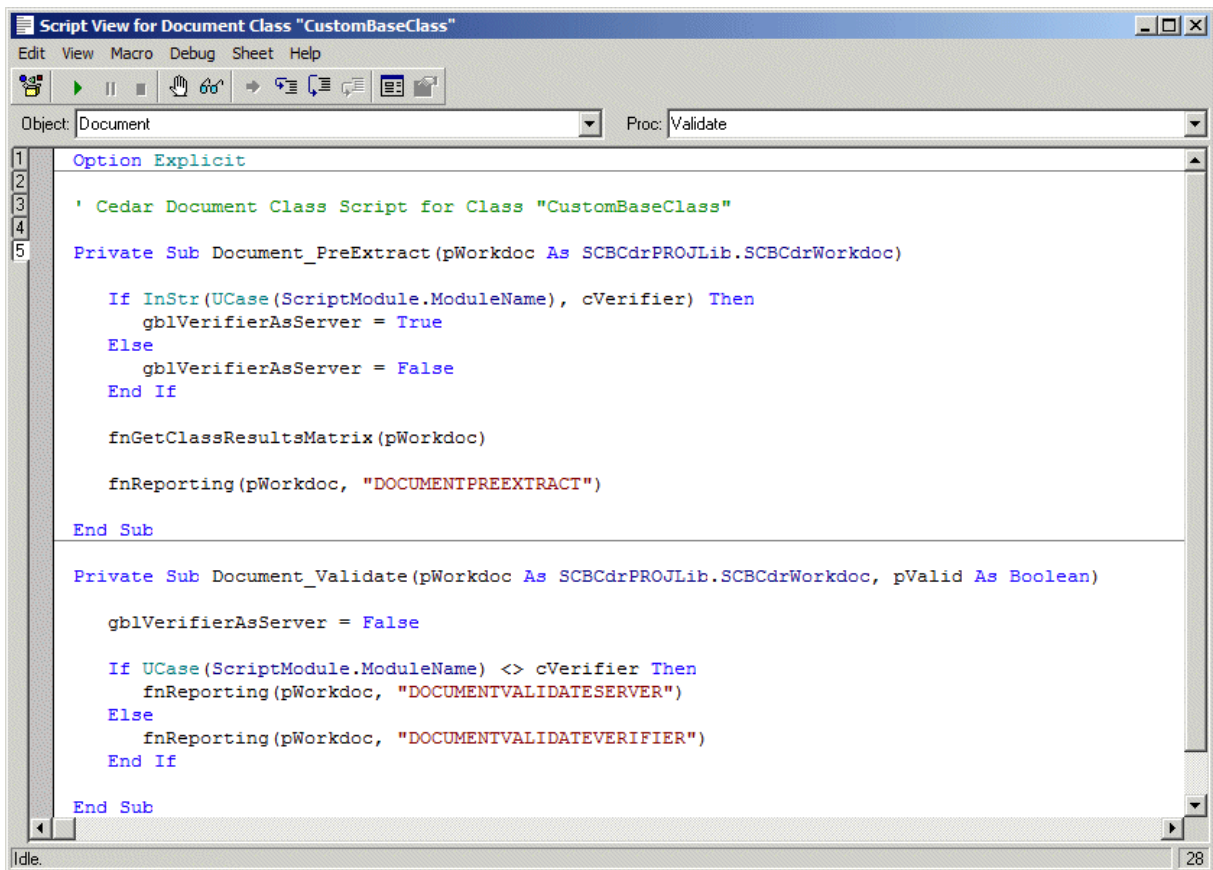 Script View for Document Class "CustomBaseClass"
Edit View Macro Debug Sheet Help
Object: Document Proc: Validate
1
2
3
4
5
Option Explicit
' Cedar Document Class Script for Class "CustomBaseClass"
Private Sub Document_PreExtract(pWorkdoc As SCBCdrPROJLib.SCBCdrWorkdoc)
If InStr(UCase(ScriptModule.ModuleName), cVerifier) Then
gblVerifierAsServer = True
Else
gblVerifierAsServer = False
End If
fnGetClassResultsMatrix(pWorkdoc)
fnReporting(pWorkdoc, "DOCUMENTPREEXTRACT")
End Sub
Private Sub Document_Validate(pWorkdoc As SCBCdrPROJLib.SCBCdrWorkdoc, pValid As Boolean)
gblVerifierAsServer = False
If UCase(ScriptModule.ModuleName) <> cVerifier Then
fnReporting(pWorkdoc, "DOCUMENTVALIDATESERVER")
Else
fnReporting(pWorkdoc, "DOCUMENTVALIDATEVERIFIER")
End If
End Sub
Idle. 28